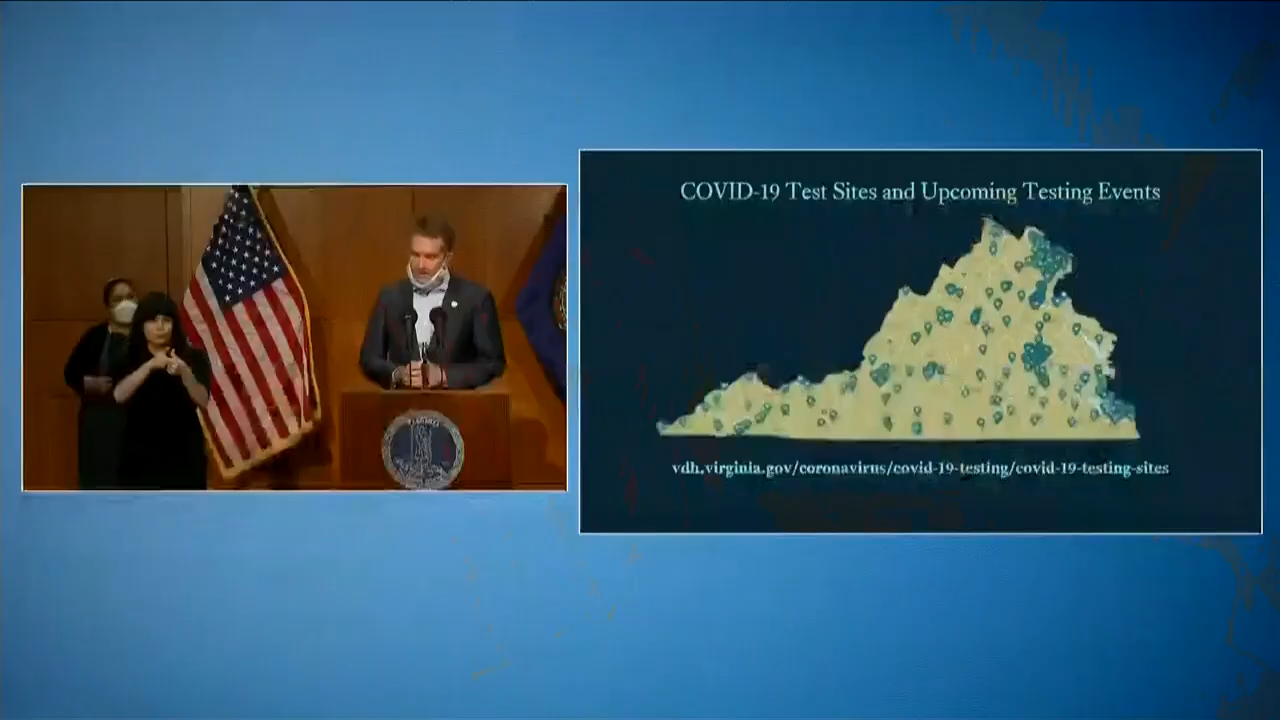 COVID-19 Test Sites and Upcoming Testing Events
vdh.virginia.gov/coronavirus/covid-19-testing/covid-19-testing-sites
VIRGINIA